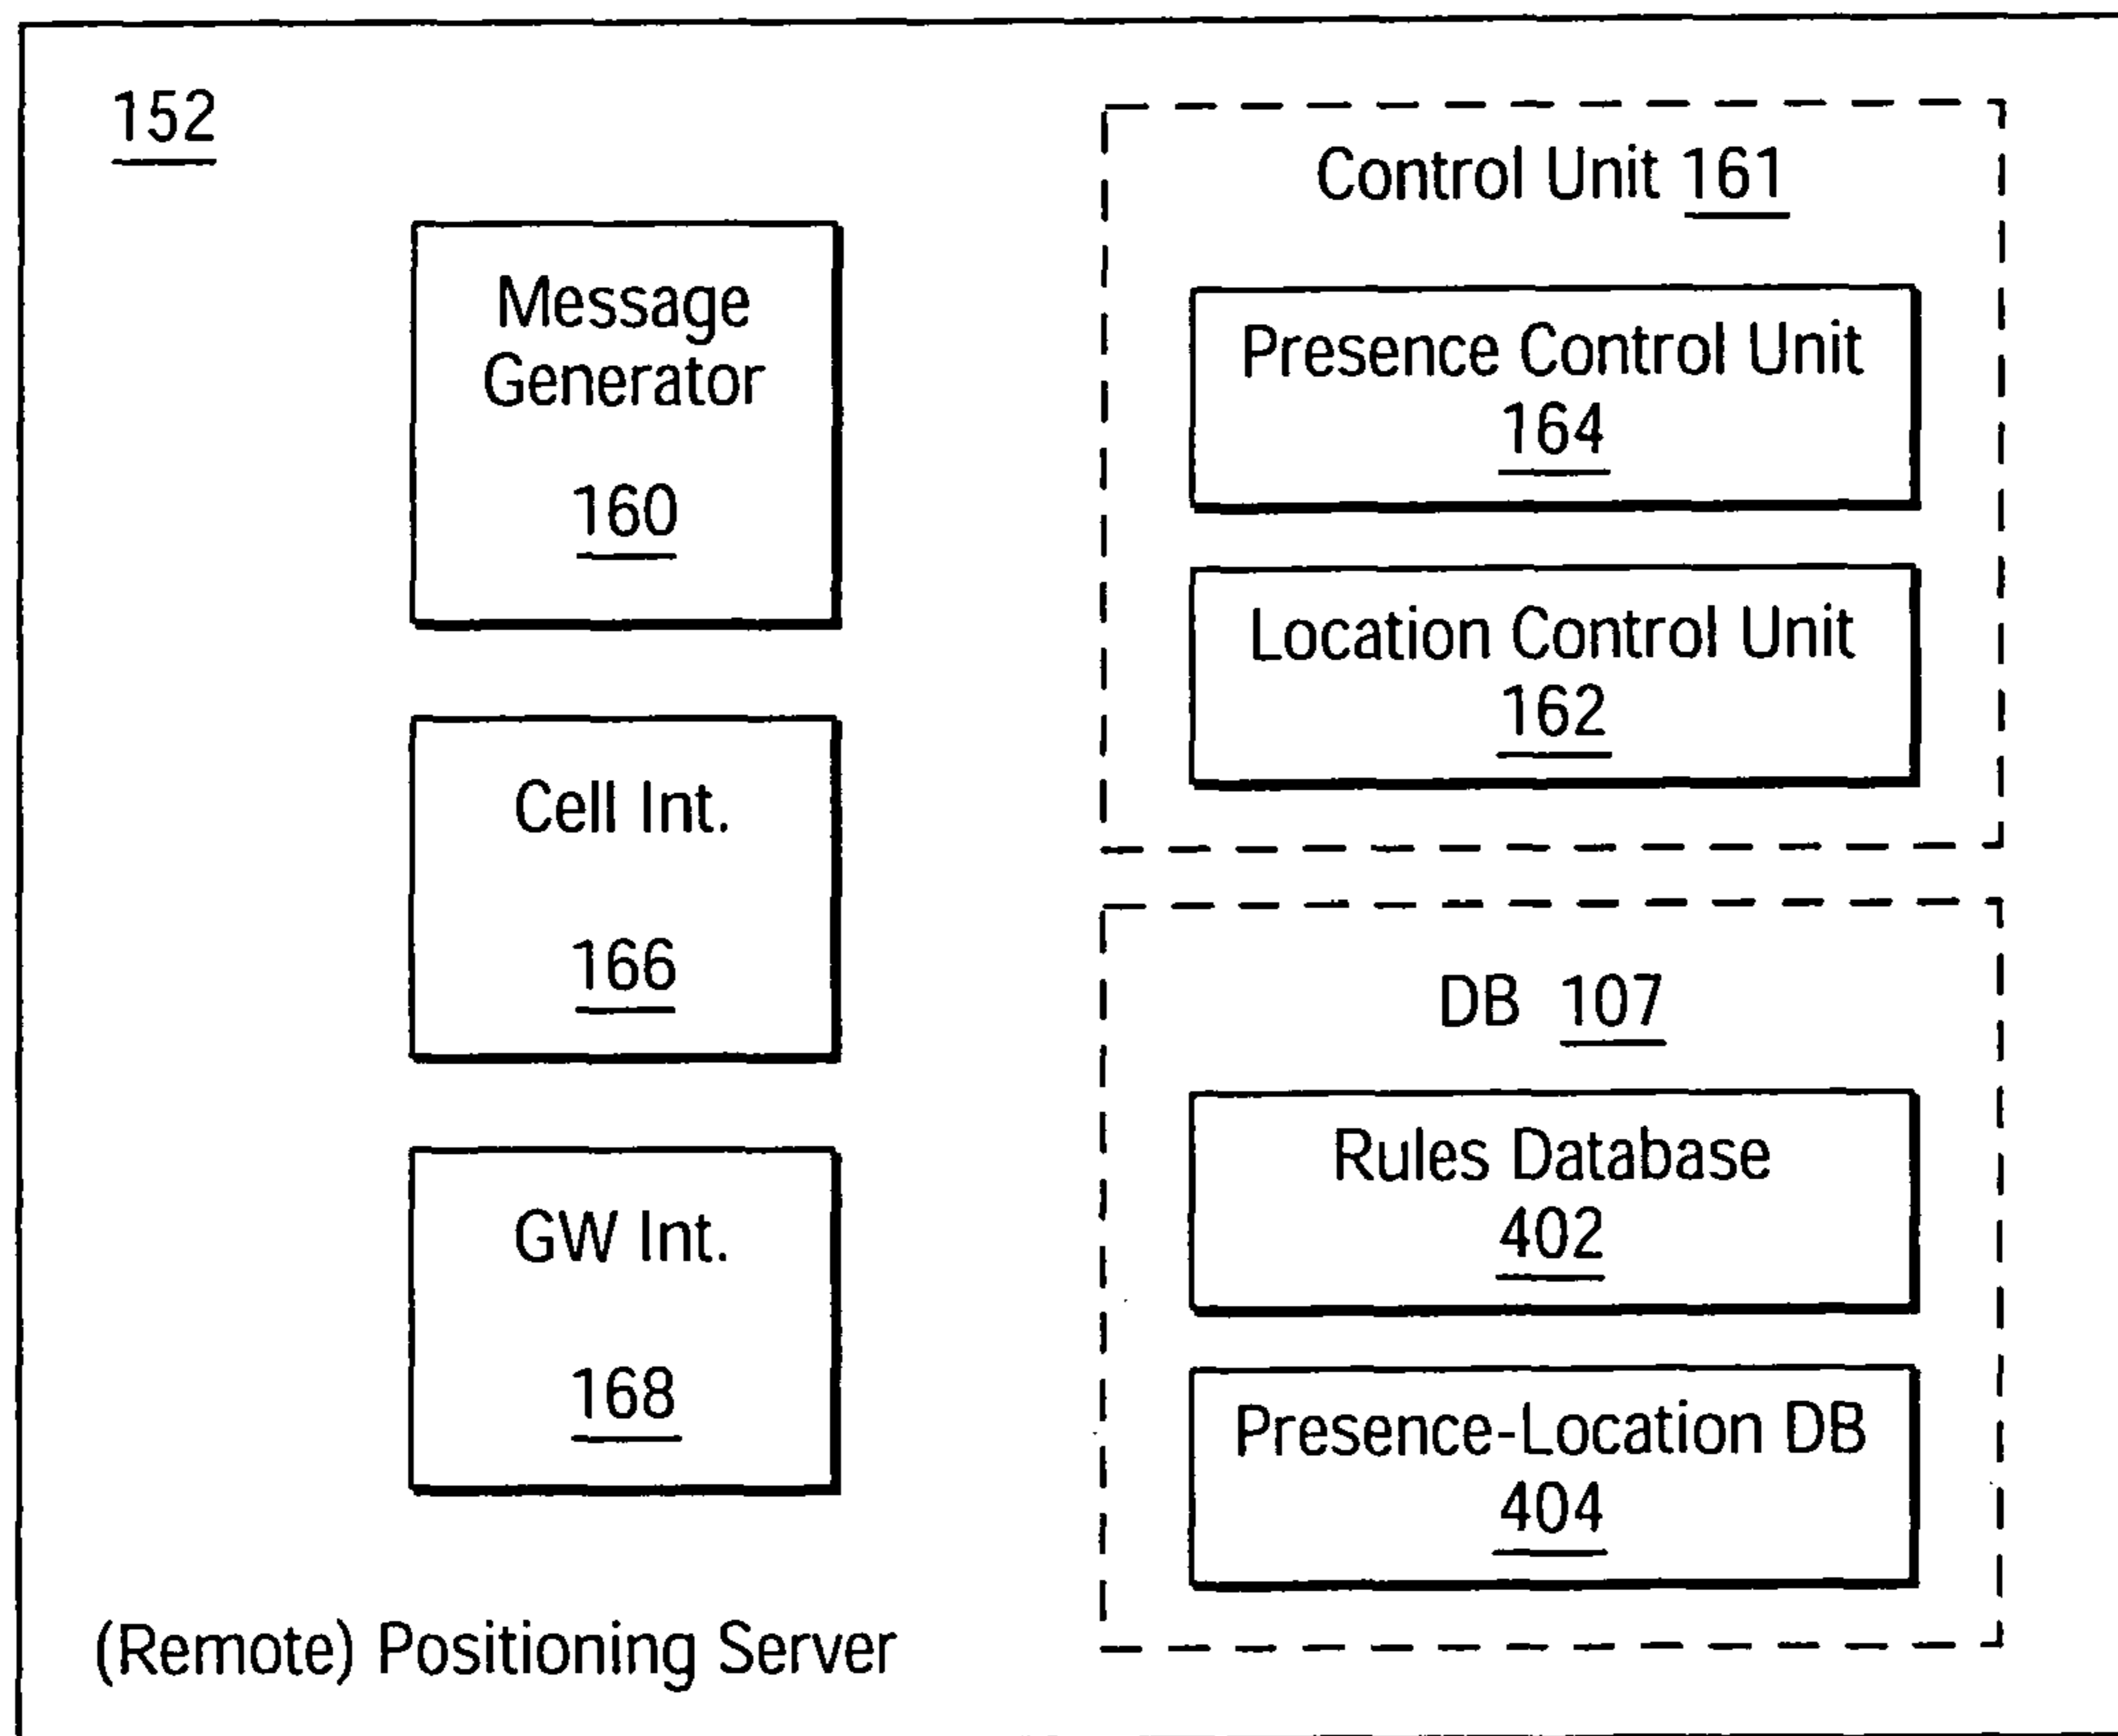 152
Message
Generator
160
Cell Int.
166
GW Int.
168
(Remote) Positioning Server
Control Unit 161
Presence Control Unit
164
Location Control Unit
162
DB 107
Rules Database
402
Presence-Location DB
404